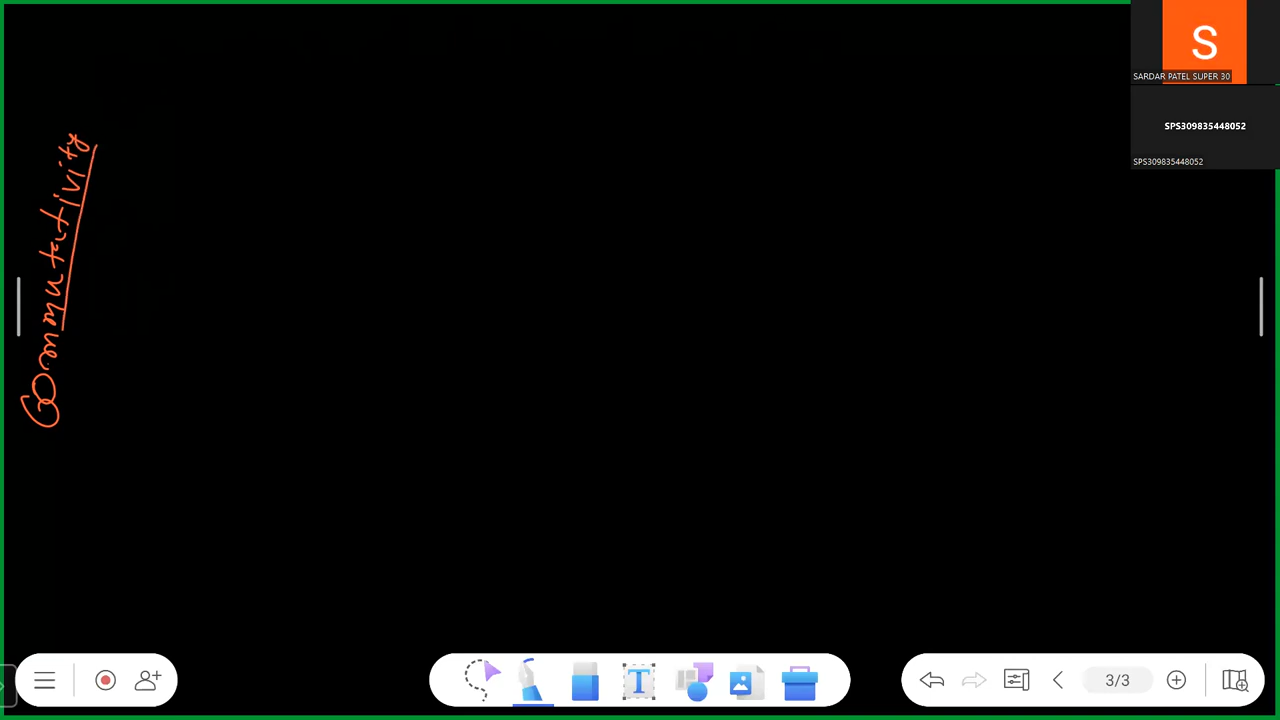 Commutativity
S
SARDAR PATEL SUPER 30
SPS309835448052
SPS309835448052
T
3/3